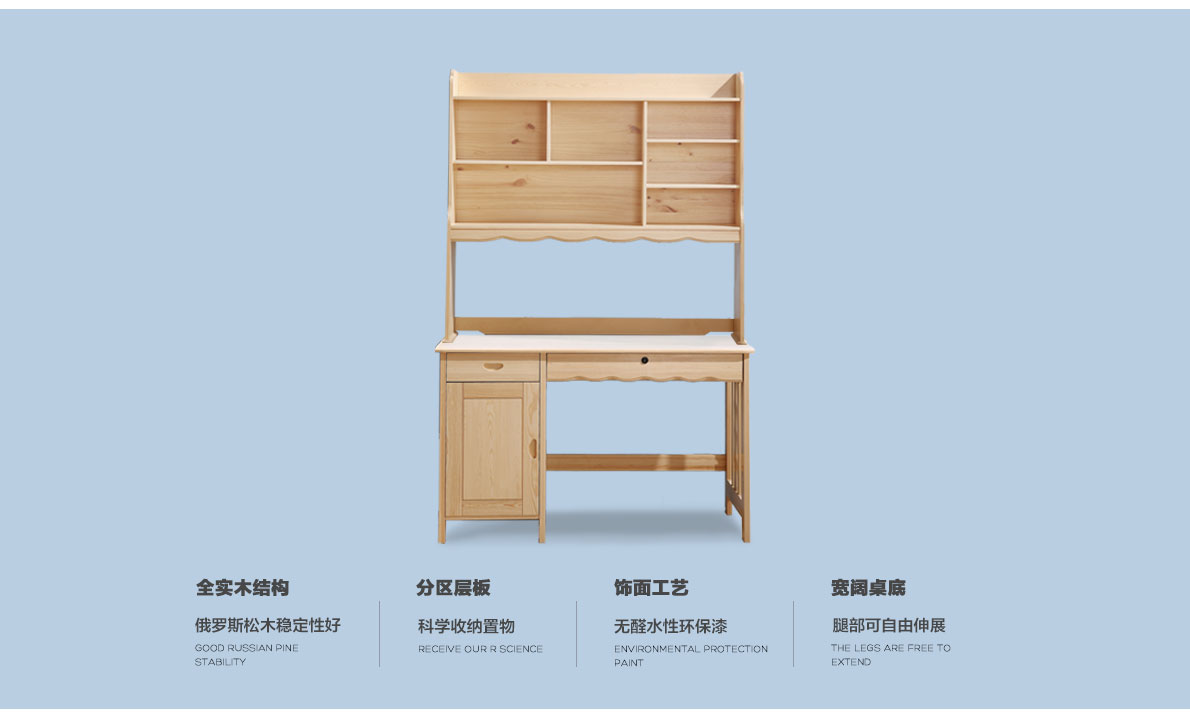 全实木结构
俄罗斯松木稳定性好
GOOD RUSSIAN PINE
STABILITY
分区层板
科学收纳置物
RECEIVE OUR R SCIENCE
饰面工艺
无醛水性环保漆
ENVIRONMENTAL PROTECTION
PAINT
宽阔桌底
腿部可自由伸展
THE LEGS ARE FREE TO
EXTEND